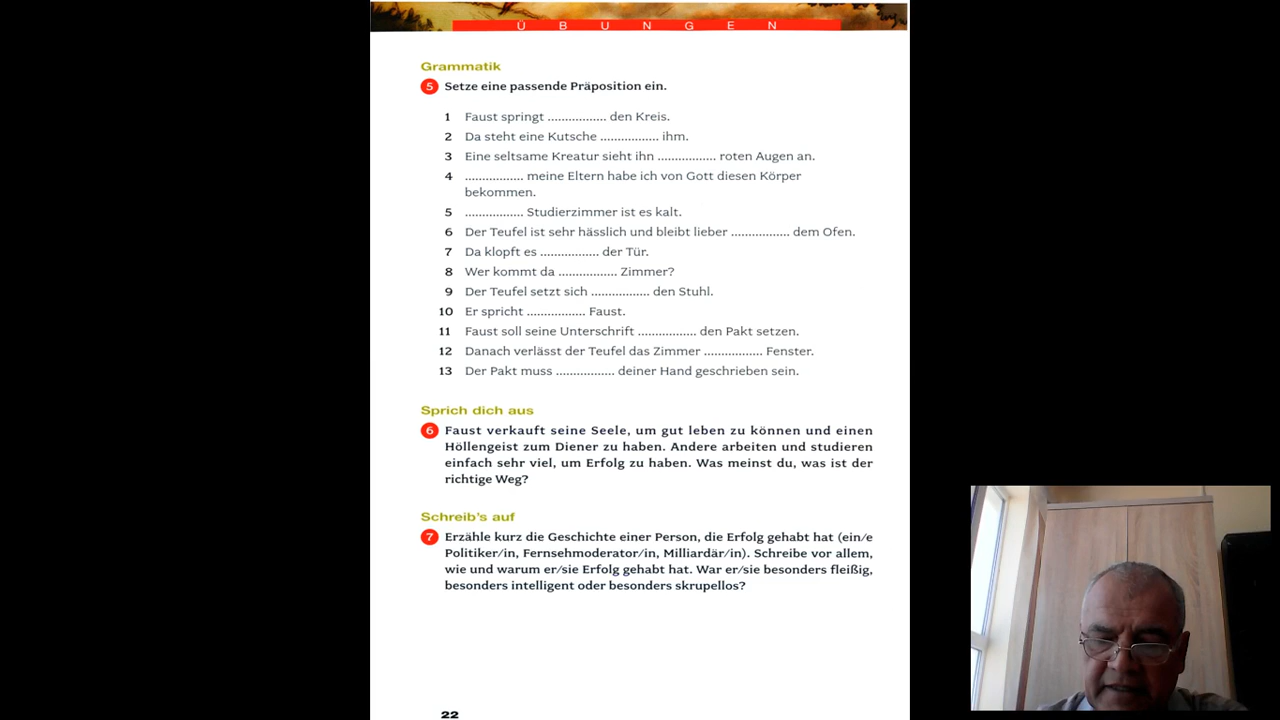 ÜBUNGEN
Grammatik
5 Setze eine passende Präposition ein.
1 Faust springt ................ den Kreis.
2 Da steht eine Kutsche ................ ihm.
3 Eine seltsame Kreatur sieht ihn ................ roten Augen an.
4 ................ meine Eltern habe ich von Gott diesen Körper
bekommen.
5 ................ Studierzimmer ist es kalt.
6 Der Teufel ist sehr hässlich und bleibt lieber ................ dem Ofen.
7 Da klopft es ................ der Tür.
8 Wer kommt da ................ Zimmer?
9 Der Teufel setzt sich ................ den Stuhl.
10 Er spricht ................ Faust.
11 Faust soll seine Unterschrift ................ den Pakt setzen.
12 Danach verlässt der Teufel das Zimmer ................ Fenster.
13 Der Pakt muss ................ deiner Hand geschrieben sein.
Sprich dich aus
6 Faust verkauft seine Seele, um gut leben zu können und einen
Höllengeist zum Diener zu haben. Andere arbeiten und studieren
einfach sehr viel, um Erfolg zu haben. Was meinst du, was ist der
richtige Weg?
Schreib's auf
7 Erzähle kurz die Geschichte einer Person, die Erfolg gehabt hat (ein/e
Politiker/in, Fernsehmoderator/in, Milliardär/in). Schreibe vor allem,
wie und warum er/sie Erfolg gehabt hat. War er/sie besonders fleißig,
besonders intelligent oder besonders skrupellos?
22